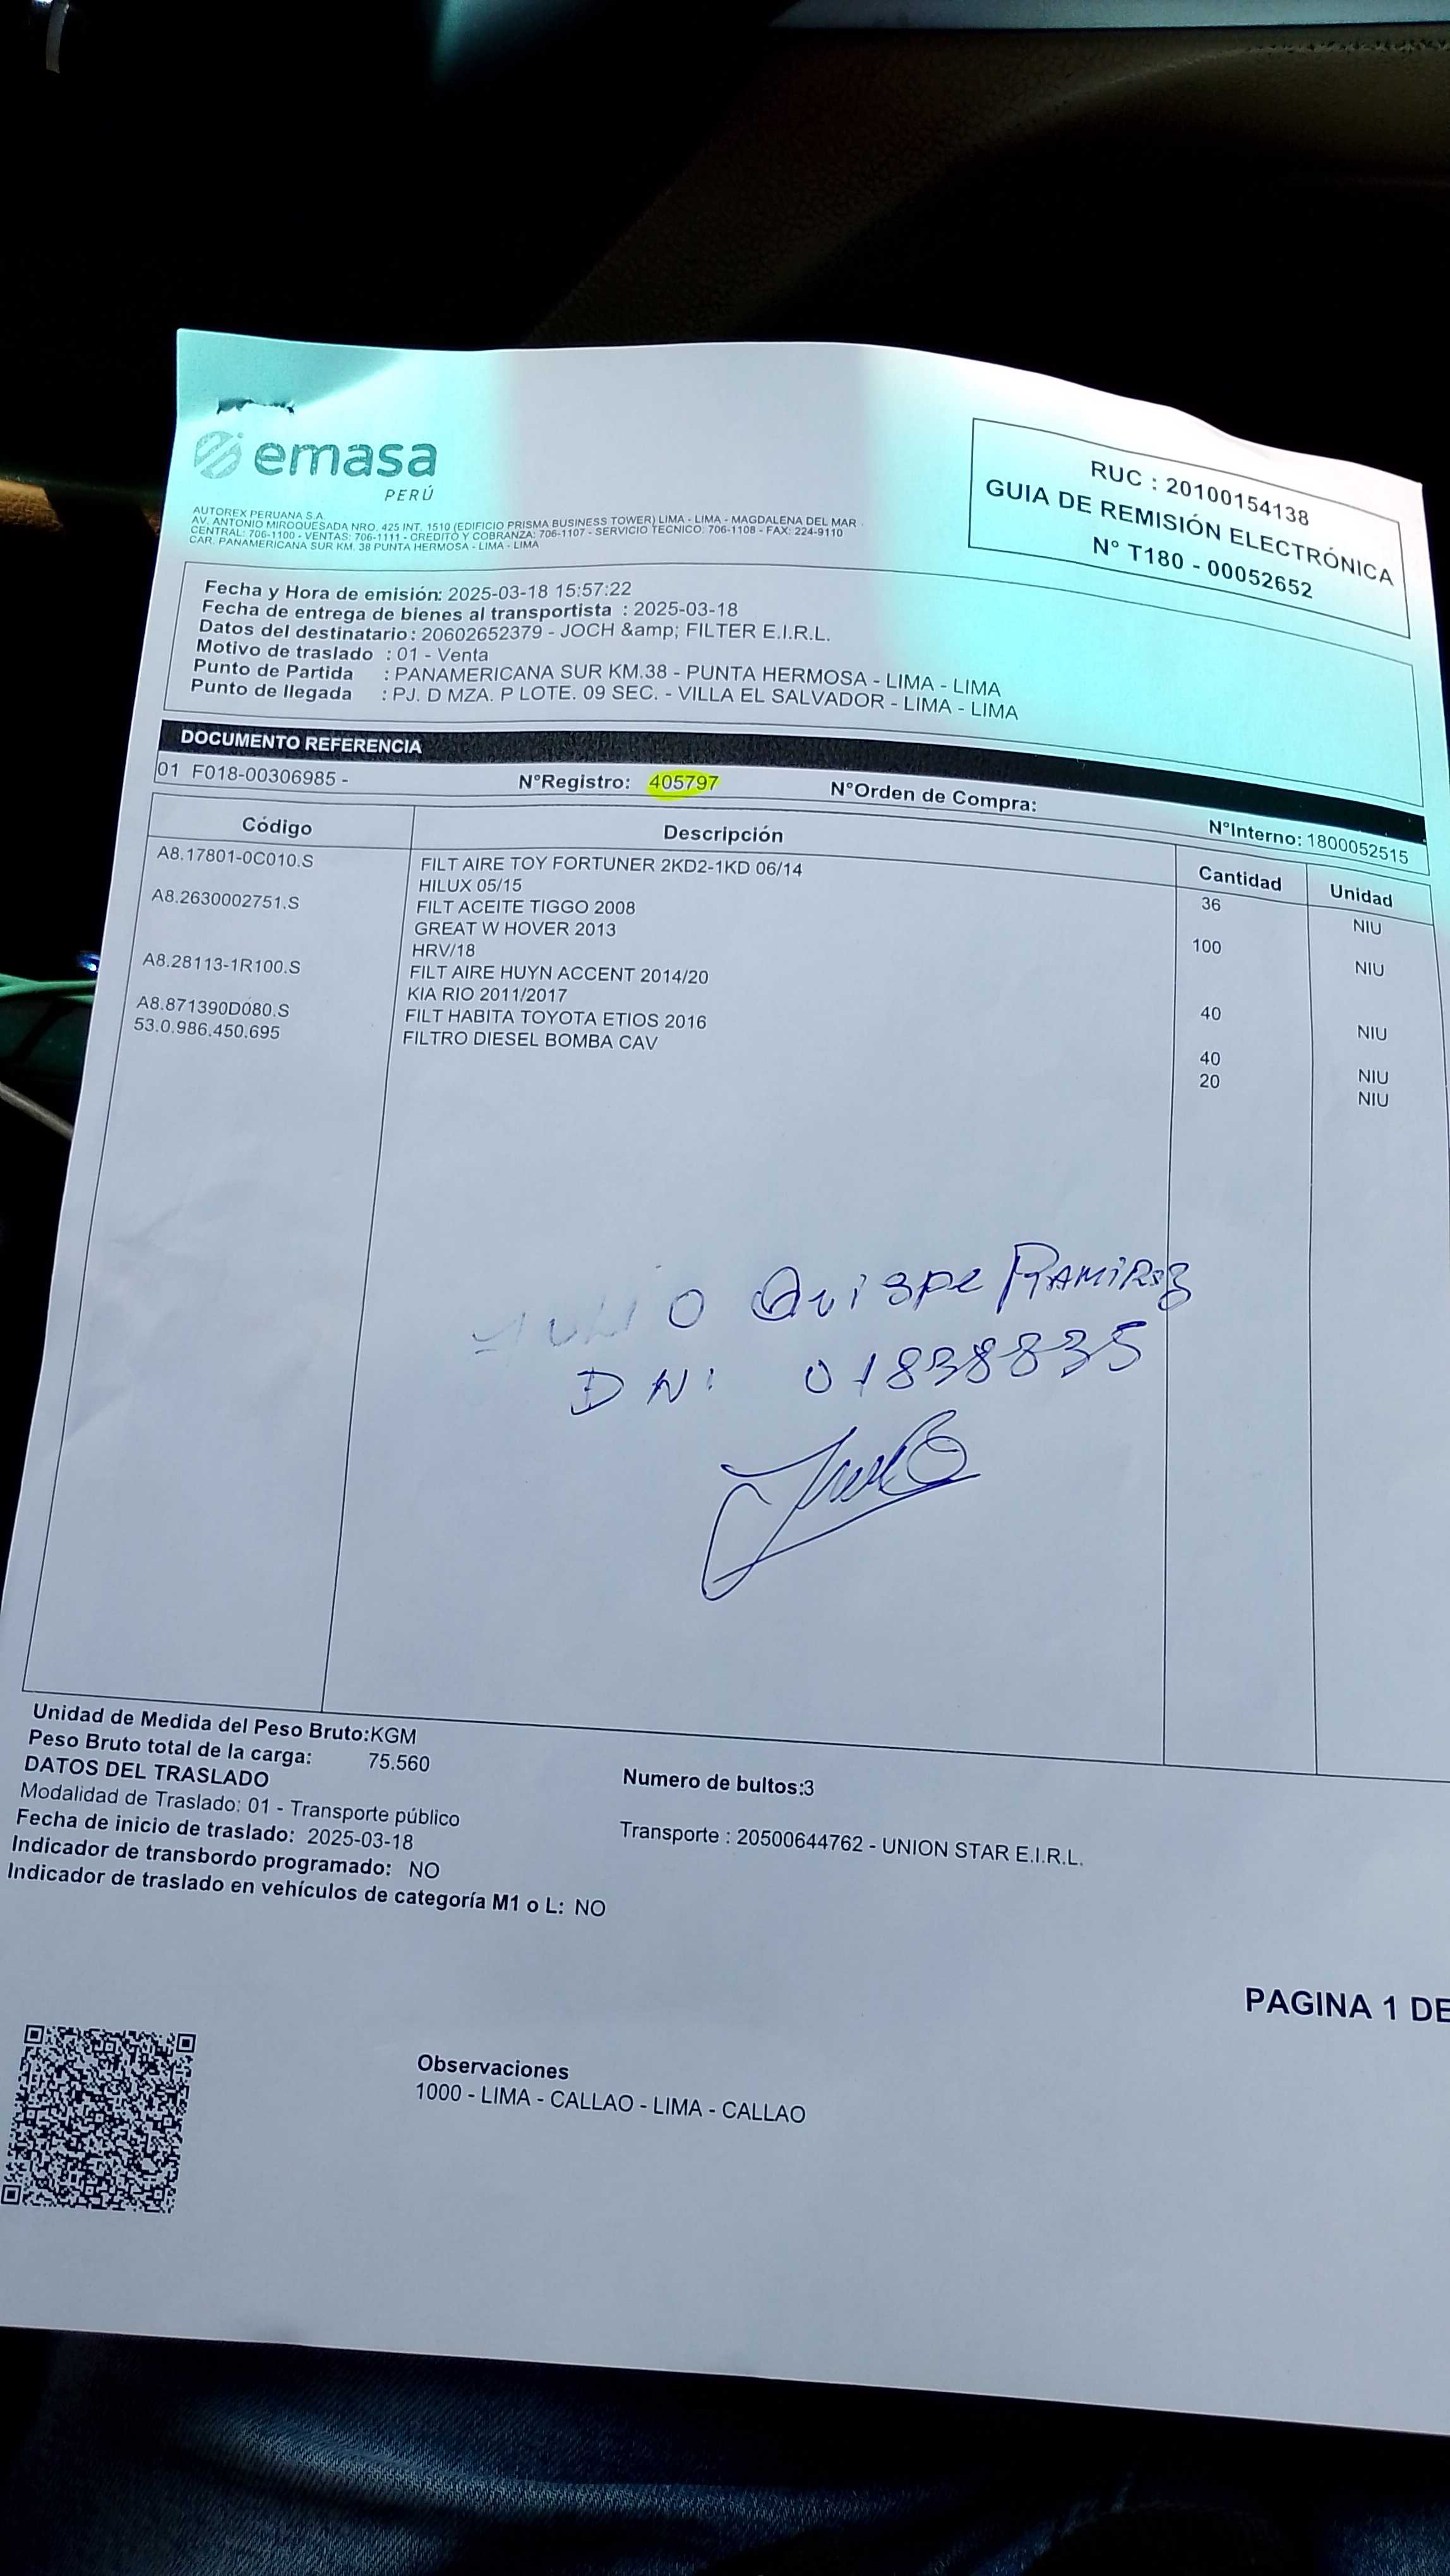 emasa
PERÚ
AUTOREX PERUANA S.A.
AV. ANTONIO MIROQUESADA NRO. 425 INT. 1510 (EDIFICIO PRISMA BUSINESS TOWER) LIMA - LIMA - MAGDALENA DEL MAR -
CENTRAL: 706-1100 - VENTAS: 706-1111 - CREDITO Y COBRANZA: 706-1107 - SERVICIO TECNICO: 706-1108 - FAX: 224-9110
CAR. PANAMERICANA SUR KM. 38 PUNTA HERMOSA - LIMA - LIMA
RUC : 20100154138
GUIA DE REMISIÓN ELECTRÓNICA
N° T180 - 00052652
Fecha y Hora de emisión: 2025-03-18 15:57:22
Fecha de entrega de bienes al transportista : 2025-03-18
Datos del destinatario: 20602652379 - JOCH &amp; FILTER E.I.R.L.
Motivo de traslado : 01 - Venta
Punto de Partida : PANAMERICANA SUR KM.38 - PUNTA HERMOSA - LIMA - LIMA
Punto de llegada : PJ. D MZA. P LOTE. 09 SEC. - VILLA EL SALVADOR - LIMA - LIMA
DOCUMENTO REFERENCIA
01 F018-00306985 - N°Registro: 405797 N°Orden de Compra: N°Interno: 1800052515
Código Descripción Cantidad Unidad
A8.17801-0C010.S FILT AIRE TOY FORTUNER 2KD2-1KD 06/14 36 NIU
HILUX 05/15
A8.2630002751.S FILT ACEITE TIGGO 2008 100 NIU
GREAT W HOVER 2013
HRV/18
A8.28113-1R100.S FILT AIRE HUYN ACCENT 2014/20 40 NIU
KIA RIO 2011/2017
A8.871390D080.S FILT HABITA TOYOTA ETIOS 2016 40 NIU
53.0.986.450.695 FILTRO DIESEL BOMBA CAV 20 NIU
Julio Quispe RAMIREZ
DNI 01838835
Unidad de Medida del Peso Bruto:KGM
Peso Bruto total de la carga: 75.560 Numero de bultos:3
DATOS DEL TRASLADO
Modalidad de Traslado: 01 - Transporte público Transporte : 20500644762 - UNION STAR E.I.R.L.
Fecha de inicio de traslado: 2025-03-18
Indicador de transbordo programado: NO
Indicador de traslado en vehículos de categoría M1 o L: NO
PAGINA 1 DE
Observaciones
1000 - LIMA - CALLAO - LIMA - CALLAO